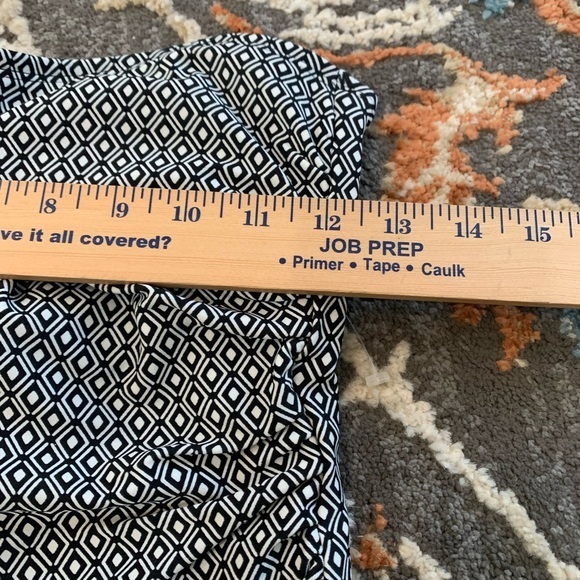 8 9 10 11 12 13 14 15
ve it all covered? JOB PREP
• Primer • Tape • Caulk